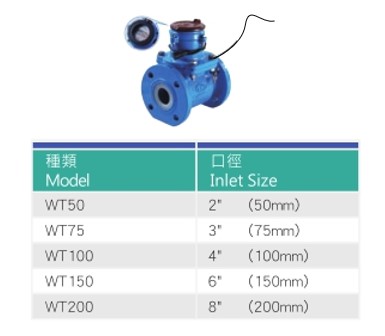 種類 口徑
Model Inlet Size
WT50 2" (50mm)
WT75 3" (75mm)
WT100 4" (100mm)
WT150 6" (150mm)
WT200 8" (200mm)